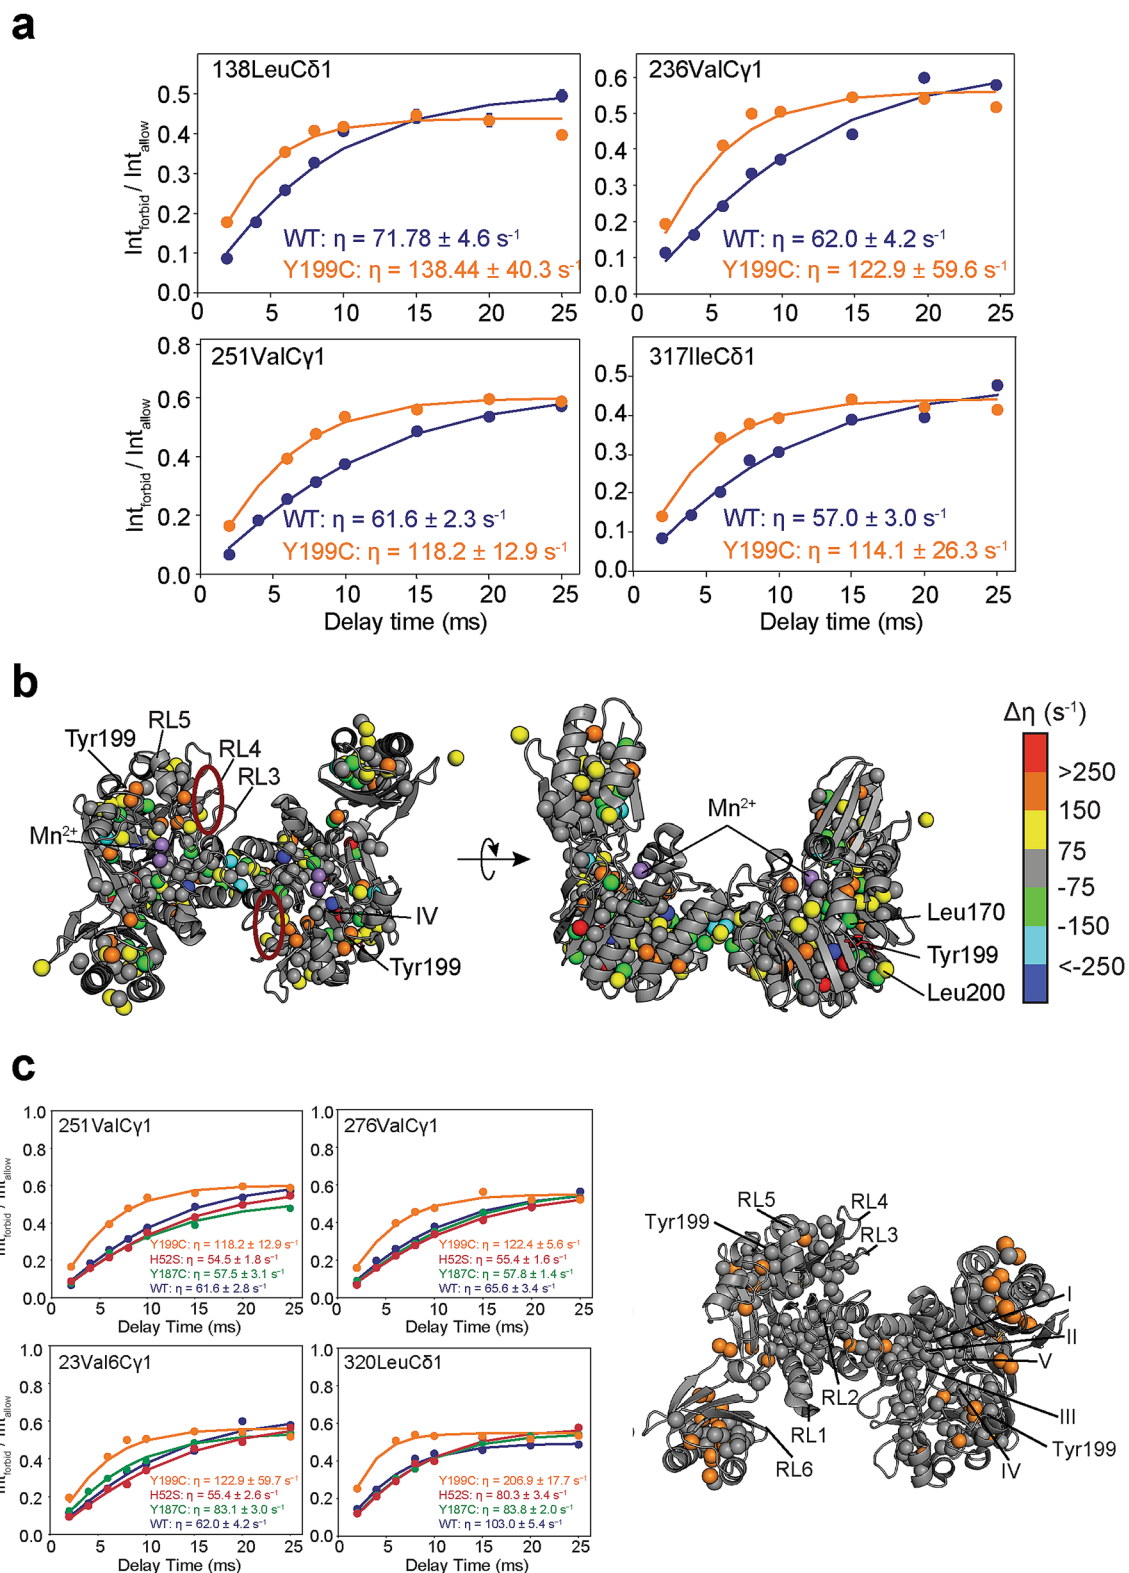 a
138LeuCδ1
Int_forbid / Int_allow
0.5
0.4
0.3
0.2
0.1
0.0
WT: η = 71.78 ± 4.6 s⁻¹
Y199C: η = 138.44 ± 40.3 s⁻¹
0 5 10 15 20 25
236ValCγ1
0.6
0.5
0.4
0.3
0.2
0.1
0.0
WT: η = 62.0 ± 4.2 s⁻¹
Y199C: η = 122.9 ± 59.6 s⁻¹
0 5 10 15 20 25
251ValCγ1
Int_forbid / Int_allow
0.8
0.6
0.4
0.2
0.0
WT: η = 61.6 ± 2.3 s⁻¹
Y199C: η = 118.2 ± 12.9 s⁻¹
0 5 10 15 20 25
Delay time (ms)
317IleCδ1
0.5
0.4
0.3
0.2
0.1
0.0
WT: η = 57.0 ± 3.0 s⁻¹
Y199C: η = 114.1 ± 26.3 s⁻¹
0 5 10 15 20 25
Delay time (ms)
b
RL5
Tyr199
RL4
RL3
Mn²⁺
IV
Tyr199
Mn²⁺
Leu170
Tyr199
Leu200
Δη (s⁻¹)
>250
150
75
-75
-150
<-250
c
251ValCγ1
Int_forbid / Int_allow
1.0
0.8
0.6
0.4
0.2
0.0
Y199C: η = 118.2 ± 12.9 s⁻¹
H52S: η = 54.5 ± 1.8 s⁻¹
Y187C: η = 57.5 ± 3.1 s⁻¹
WT: η = 61.6 ± 2.8 s⁻¹
0 5 10 15 20 25
Delay Time (ms)
276ValCγ1
1.0
0.8
0.6
0.4
0.2
0.0
Y199C: η = 122.4 ± 5.6 s⁻¹
H52S: η = 55.4 ± 1.6 s⁻¹
Y187C: η = 57.8 ± 1.4 s⁻¹
WT: η = 65.6 ± 3.4 s⁻¹
0 5 10 15 20 25
Delay Time (ms)
23Val6Cγ1
Int_forbid / Int_allow
1.0
0.8
0.6
0.4
0.2
0.0
Y199C: η = 122.9 ± 59.7 s⁻¹
H52S: η = 55.4 ± 2.6 s⁻¹
Y187C: η = 83.1 ± 3.0 s⁻¹
WT: η = 62.0 ± 4.2 s⁻¹
0 5 10 15 20 25
Delay Time (ms)
320LeuCδ1
1.0
0.8
0.6
0.4
0.2
0.0
Y199C: η = 206.9 ± 17.7 s⁻¹
H52S: η = 80.3 ± 3.4 s⁻¹
Y187C: η = 83.8 ± 2.0 s⁻¹
WT: η = 103.0 ± 5.4 s⁻¹
0 5 10 15 20 25
Delay Time (ms)
RL5
RL4
Tyr199
RL3
I
II
V
RL2
III
RL1
Tyr199
RL6
IV